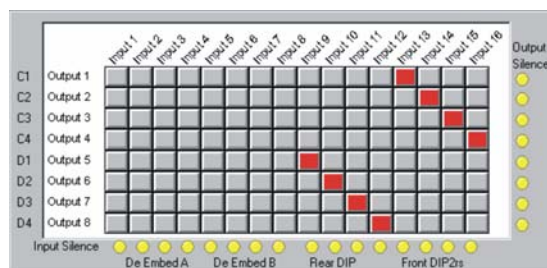 Input 1 Input 2 Input 3 Input 4 Input 5 Input 6 Input 7 Input 8 Input 9 Input 10 Input 11 Input 12 Input 13 Input 14 Input 15 Input 16
Output Silence
C1 Output 1
C2 Output 2
C3 Output 3
C4 Output 4
D1 Output 5
D2 Output 6
D3 Output 7
D4 Output 8
Input Silence
De Embed A De Embed B Rear DIP Front DIP2rs